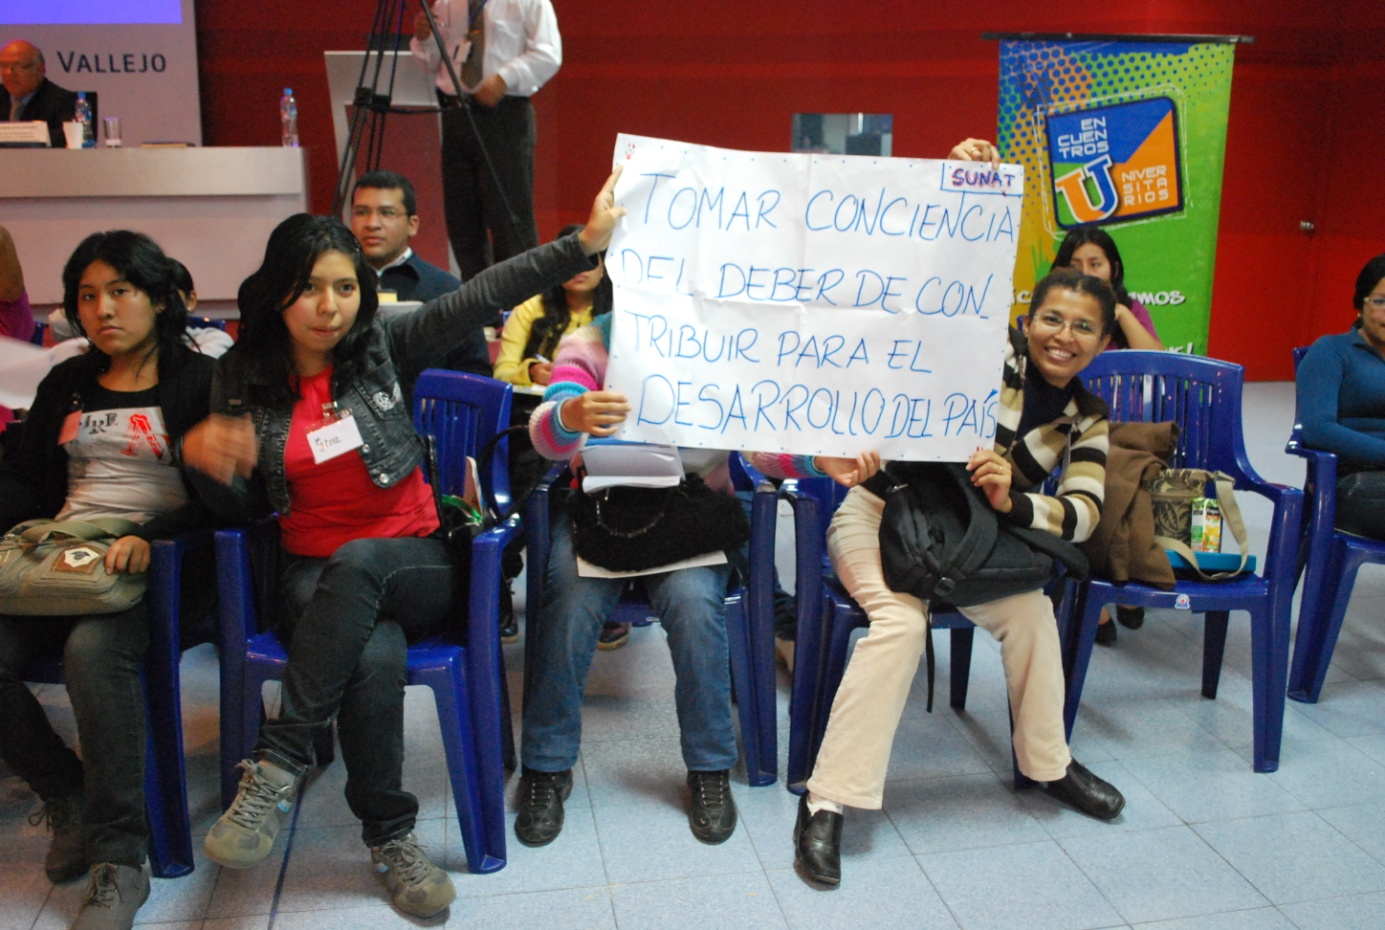 VALLEJO
SUNAT
TOMAR CONCIENCIA
DEL DEBER DE CON_
TRIBUIR PARA EL
DESARROLLO DEL PAÍS
EN
CUEN
TROS
U
NIVER
SITA
RIOS